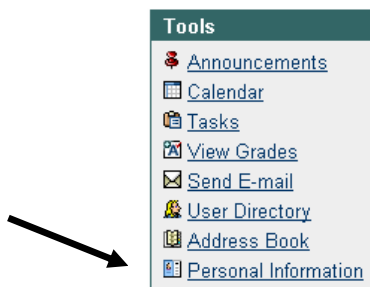 Tools
Announcements
Calendar
Tasks
View Grades
Send E-mail
User Directory
Address Book
Personal Information